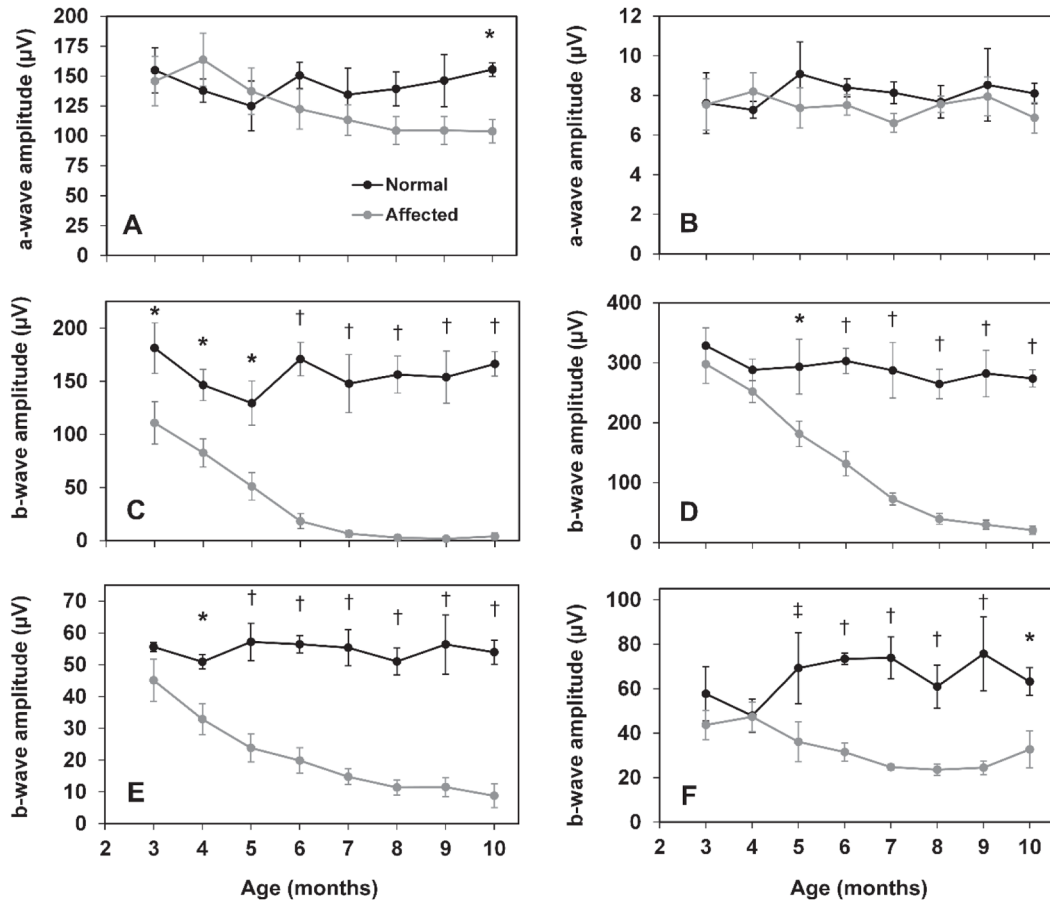 200
175
150
125
100
75
50
25
0
a-wave amplitude (µV)
*
Normal
Affected
A
12
10
8
6
4
2
0
a-wave amplitude (µV)
B
200
150
100
50
0
b-wave amplitude (µV)
* * * † † † † †
C
400
300
200
100
0
b-wave amplitude (µV)
* † † † † †
D
70
60
50
40
30
20
10
0
b-wave amplitude (µV)
* † † † † † †
E
2 3 4 5 6 7 8 9 10
Age (months)
100
80
60
40
20
0
b-wave amplitude (µV)
‡ † † † † *
F
2 3 4 5 6 7 8 9 10
Age (months)